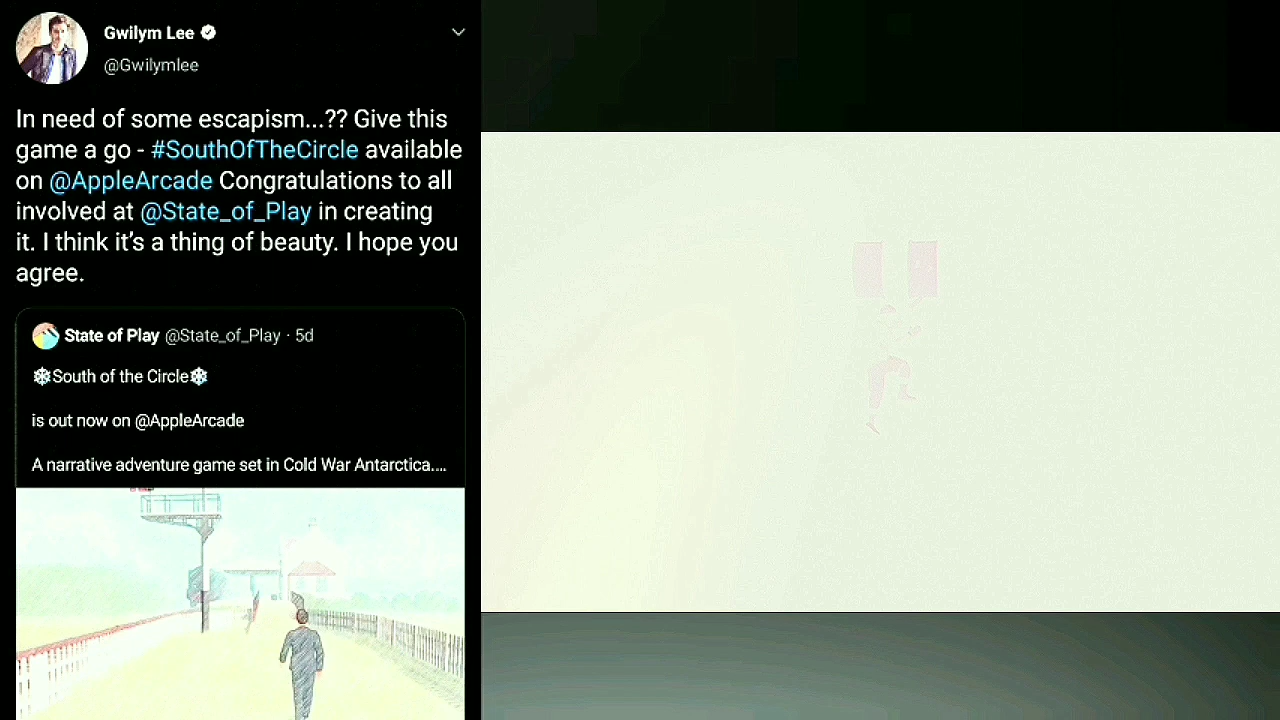 Gwilym Lee
@Gwilymlee
In need of some escapism...?? Give this
game a go - #SouthOfTheCircle available
on @AppleArcade Congratulations to all
involved at @State_of_Play in creating
it. I think it’s a thing of beauty. I hope you
agree.
State of Play @State_of_Play · 5d
❄South of the Circle❄
is out now on @AppleArcade
A narrative adventure game set in Cold War Antarctica....